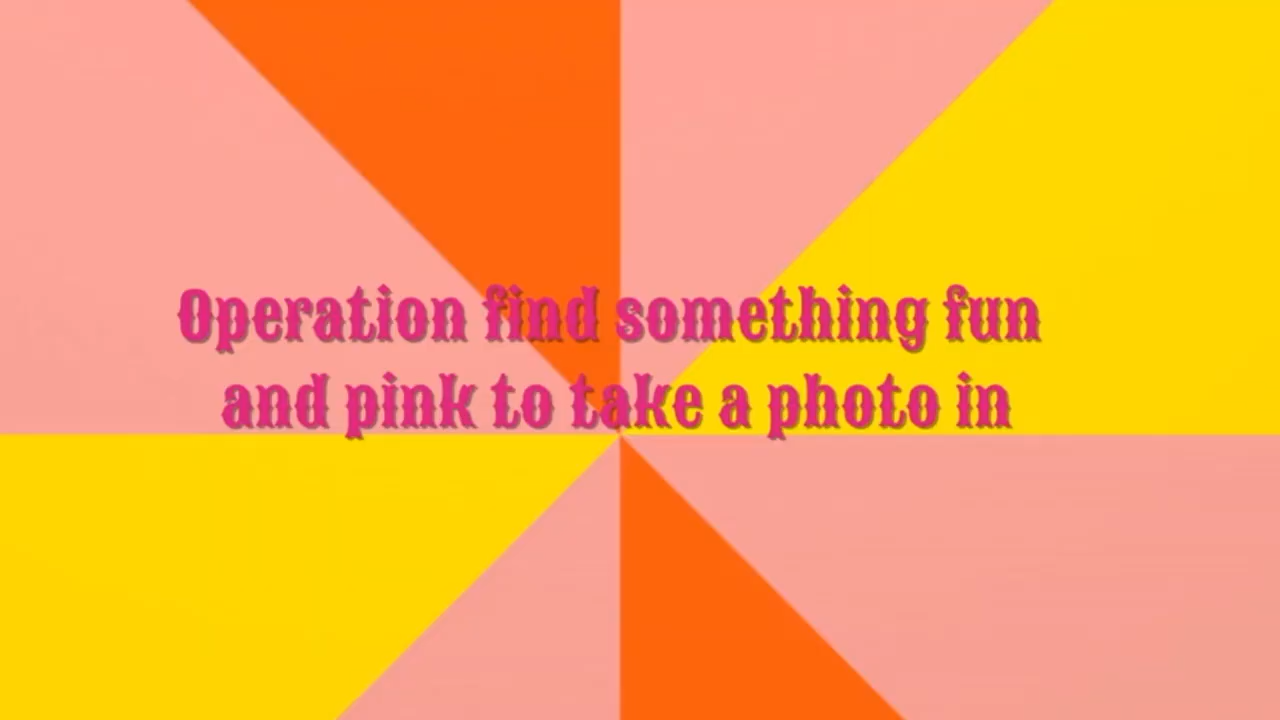 Operation find something fun
and pink to take a photo in